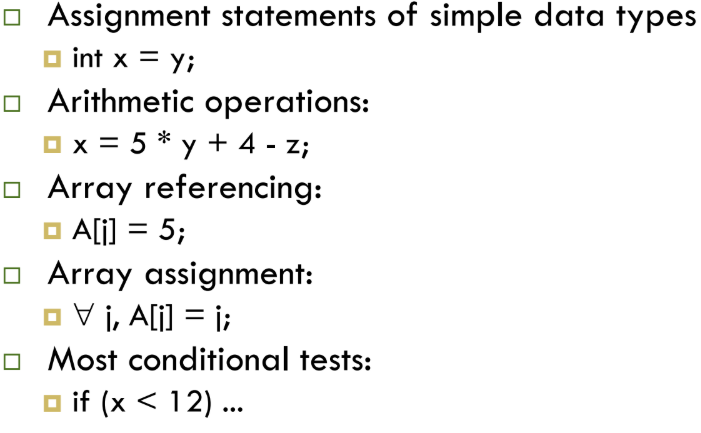 Assignment statements of simple data types
int x = y;
Arithmetic operations:
x = 5 * y + 4 - z;
Array referencing:
A[j] = 5;
Array assignment:
∀ j, A[j] = j;
Most conditional tests:
if (x < 12) ...